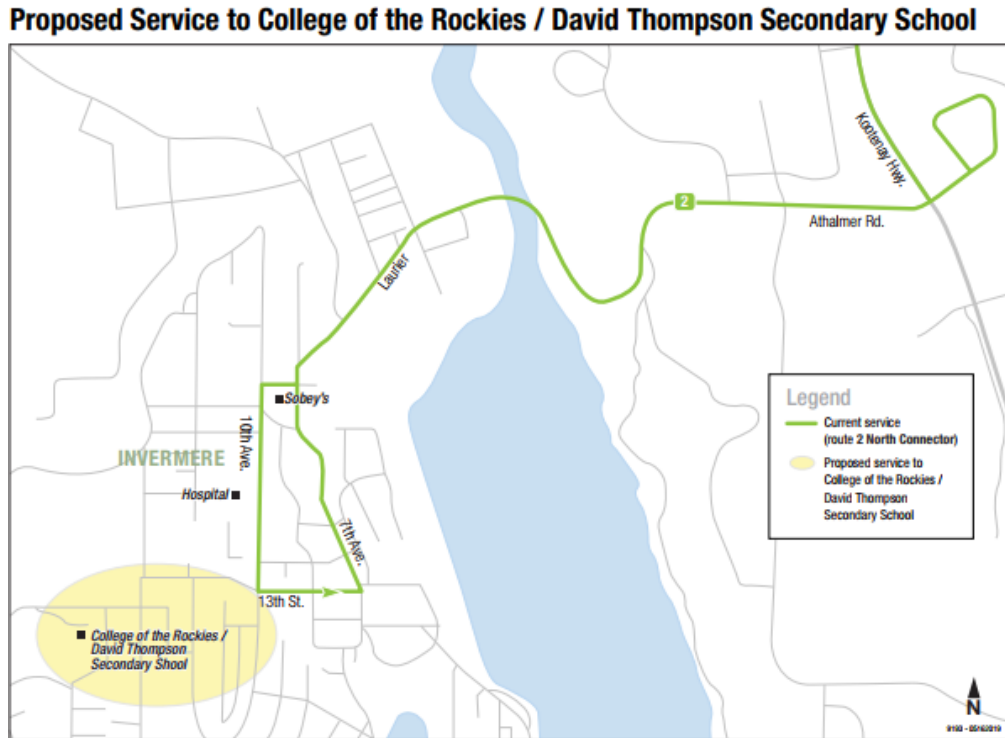 Proposed Service to College of the Rockies / David Thompson Secondary School
Kootenay Hwy.
2
Athalmer Rd.
Laurier
Sobey's
10th Ave.
INVERMERE
Hospital
7th Ave.
13th St.
College of the Rockies /
David Thompson
Secondary Shool
Legend
Current service
(route 2 North Connector)
Proposed service to
College of the Rockies /
David Thompson
Secondary School
N